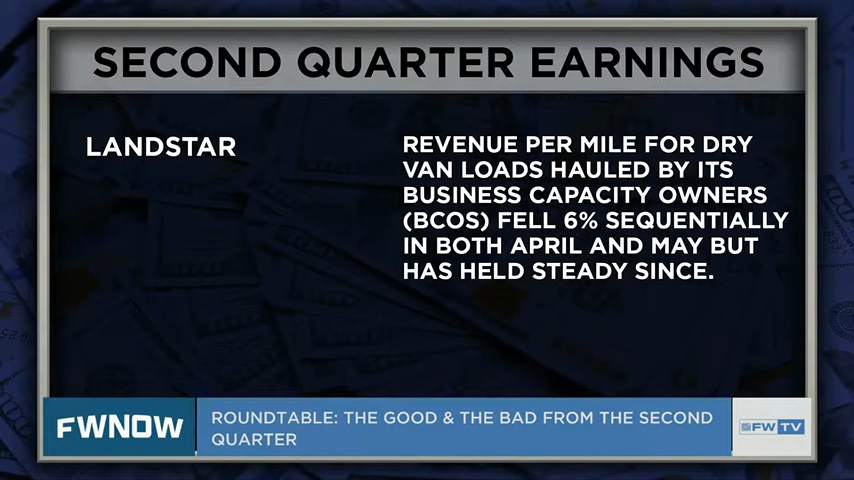 SECOND QUARTER EARNINGS
LANDSTAR
REVENUE PER MILE FOR DRY
VAN LOADS HAULED BY ITS
BUSINESS CAPACITY OWNERS
(BCOS) FELL 6% SEQUENTIALLY
IN BOTH APRIL AND MAY BUT
HAS HELD STEADY SINCE.
FWNOW
ROUNDTABLE: THE GOOD & THE BAD FROM THE SECOND
QUARTER
FWTV